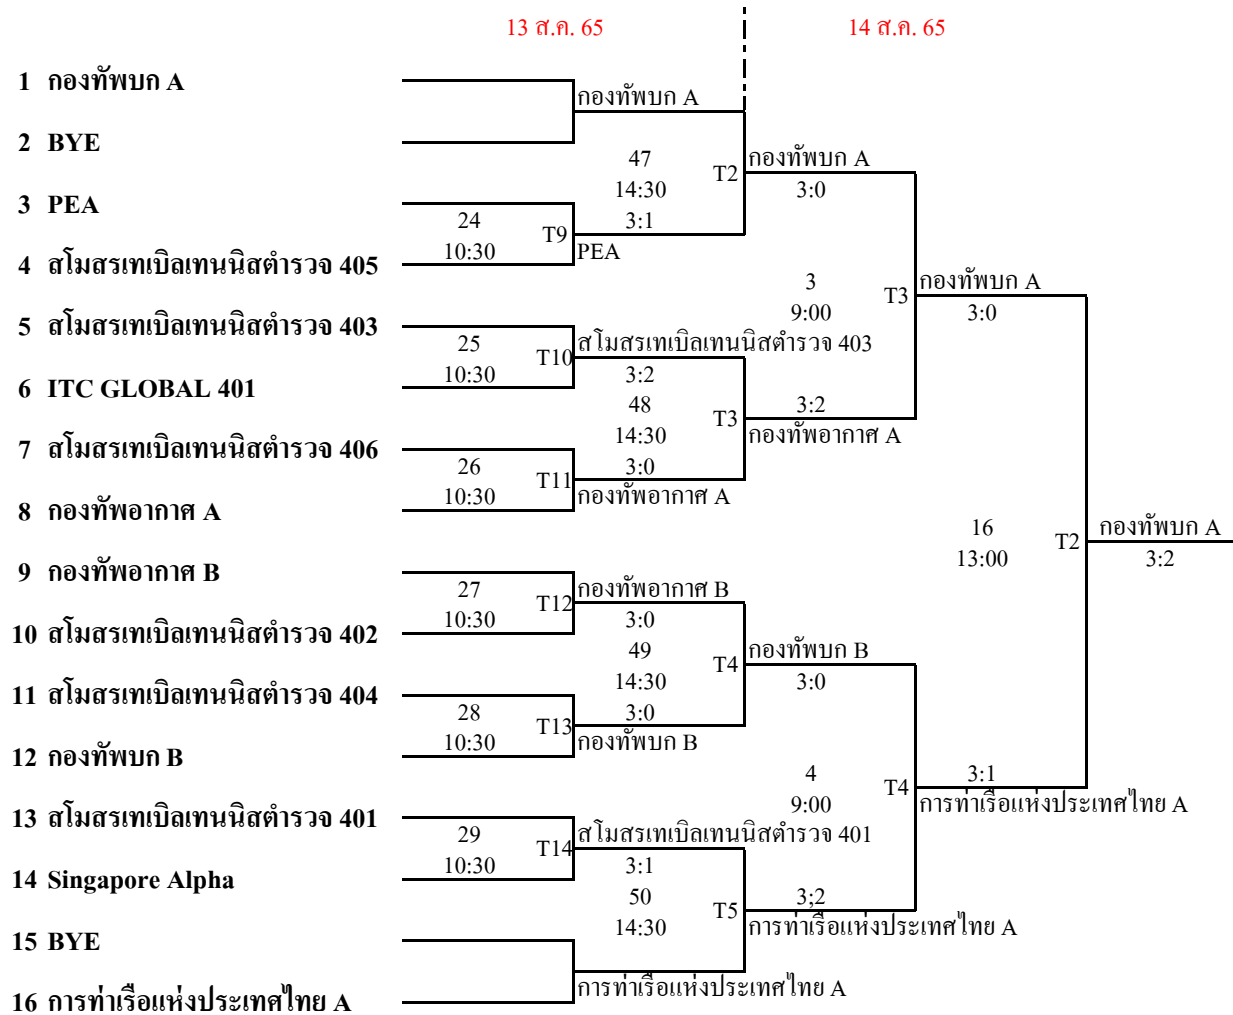 13 ส.ค. 65
14 ส.ค. 65
1 กองทัพบก A
กองทัพบก A
2 BYE
47
14:30
T2
กองทัพบก A
3:0
3 PEA
24
10:30
T9
3:1
PEA
4 สโมสรเทเบิลเทนนิสตำรวจ 405
3
9:00
T3
กองทัพบก A
3:0
5 สโมสรเทเบิลเทนนิสตำรวจ 403
25
10:30
T10
สโมสรเทเบิลเทนนิสตำรวจ 403
3:2
6 ITC GLOBAL 401
48
14:30
T3
3:2
กองทัพอากาศ A
7 สโมสรเทเบิลเทนนิสตำรวจ 406
26
10:30
T11
3:0
กองทัพอากาศ A
8 กองทัพอากาศ A
16
13:00
T2
กองทัพบก A
3:2
9 กองทัพอากาศ B
27
10:30
T12
กองทัพอากาศ B
3:0
10 สโมสรเทเบิลเทนนิสตำรวจ 402
49
14:30
T4
กองทัพบก B
3:0
11 สโมสรเทเบิลเทนนิสตำรวจ 404
28
10:30
T13
3:0
กองทัพบก B
12 กองทัพบก B
4
9:00
T4
3:1
การท่าเรือแห่งประเทศไทย A
13 สโมสรเทเบิลเทนนิสตำรวจ 401
29
10:30
T14
สโมสรเทเบิลเทนนิสตำรวจ 401
3:1
14 Singapore Alpha
50
14:30
T5
3;2
การท่าเรือแห่งประเทศไทย A
15 BYE
การท่าเรือแห่งประเทศไทย A
16 การท่าเรือแห่งประเทศไทย A